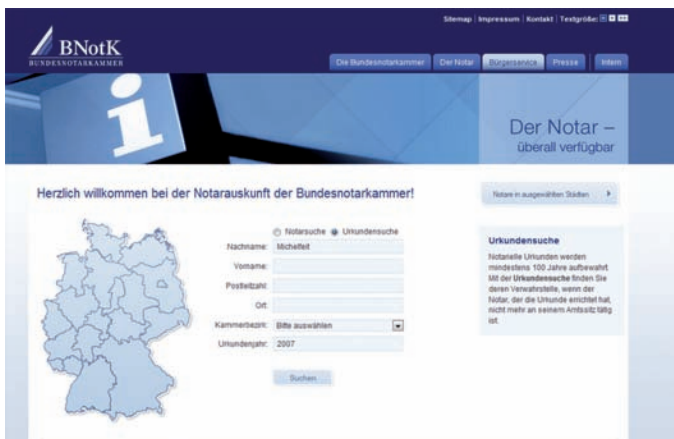 Sitemap | Impressum | Kontakt | Textgröße:
BNotK
BUNDESNOTARKAMMER
Die Bundesnotarkammer
Der Notar
Bürgerservice
Presse
Intern
i
Der Notar –
überall verfügbar
Herzlich willkommen bei der Notarauskunft der Bundesnotarkammer!
Notare in ausgewählten Städten
Notarsuche Urkundensuche
Nachname: Michelfelt
Vorname:
Postleitzahl:
Ort:
Kammerbezirk: Bitte auswählen
Urkundenjahr: 2007
Suchen
Urkundensuche
Notarielle Urkunden werden
mindestens 100 Jahre aufbewahrt.
Mit der Urkundensuche finden Sie
deren Verwahrstelle, wenn der
Notar, der die Urkunde errichtet hat,
nicht mehr an seinem Amtssitz tätig
ist.